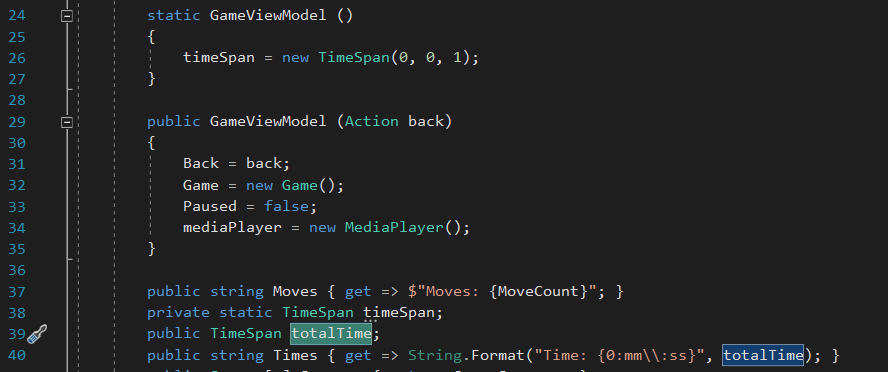 24 static GameViewModel ()
25 {
26 timeSpan = new TimeSpan(0, 0, 1);
27 }
28
29 public GameViewModel (Action back)
30 {
31 Back = back;
32 Game = new Game();
33 Paused = false;
34 mediaPlayer = new MediaPlayer();
35 }
36
37 public string Moves { get => $"Moves: {MoveCount}"; }
38 private static TimeSpan timeSpan;
39 public TimeSpan totalTime;
40 public string Times { get => String.Format("Time: {0:mm\\:ss}", totalTime); }